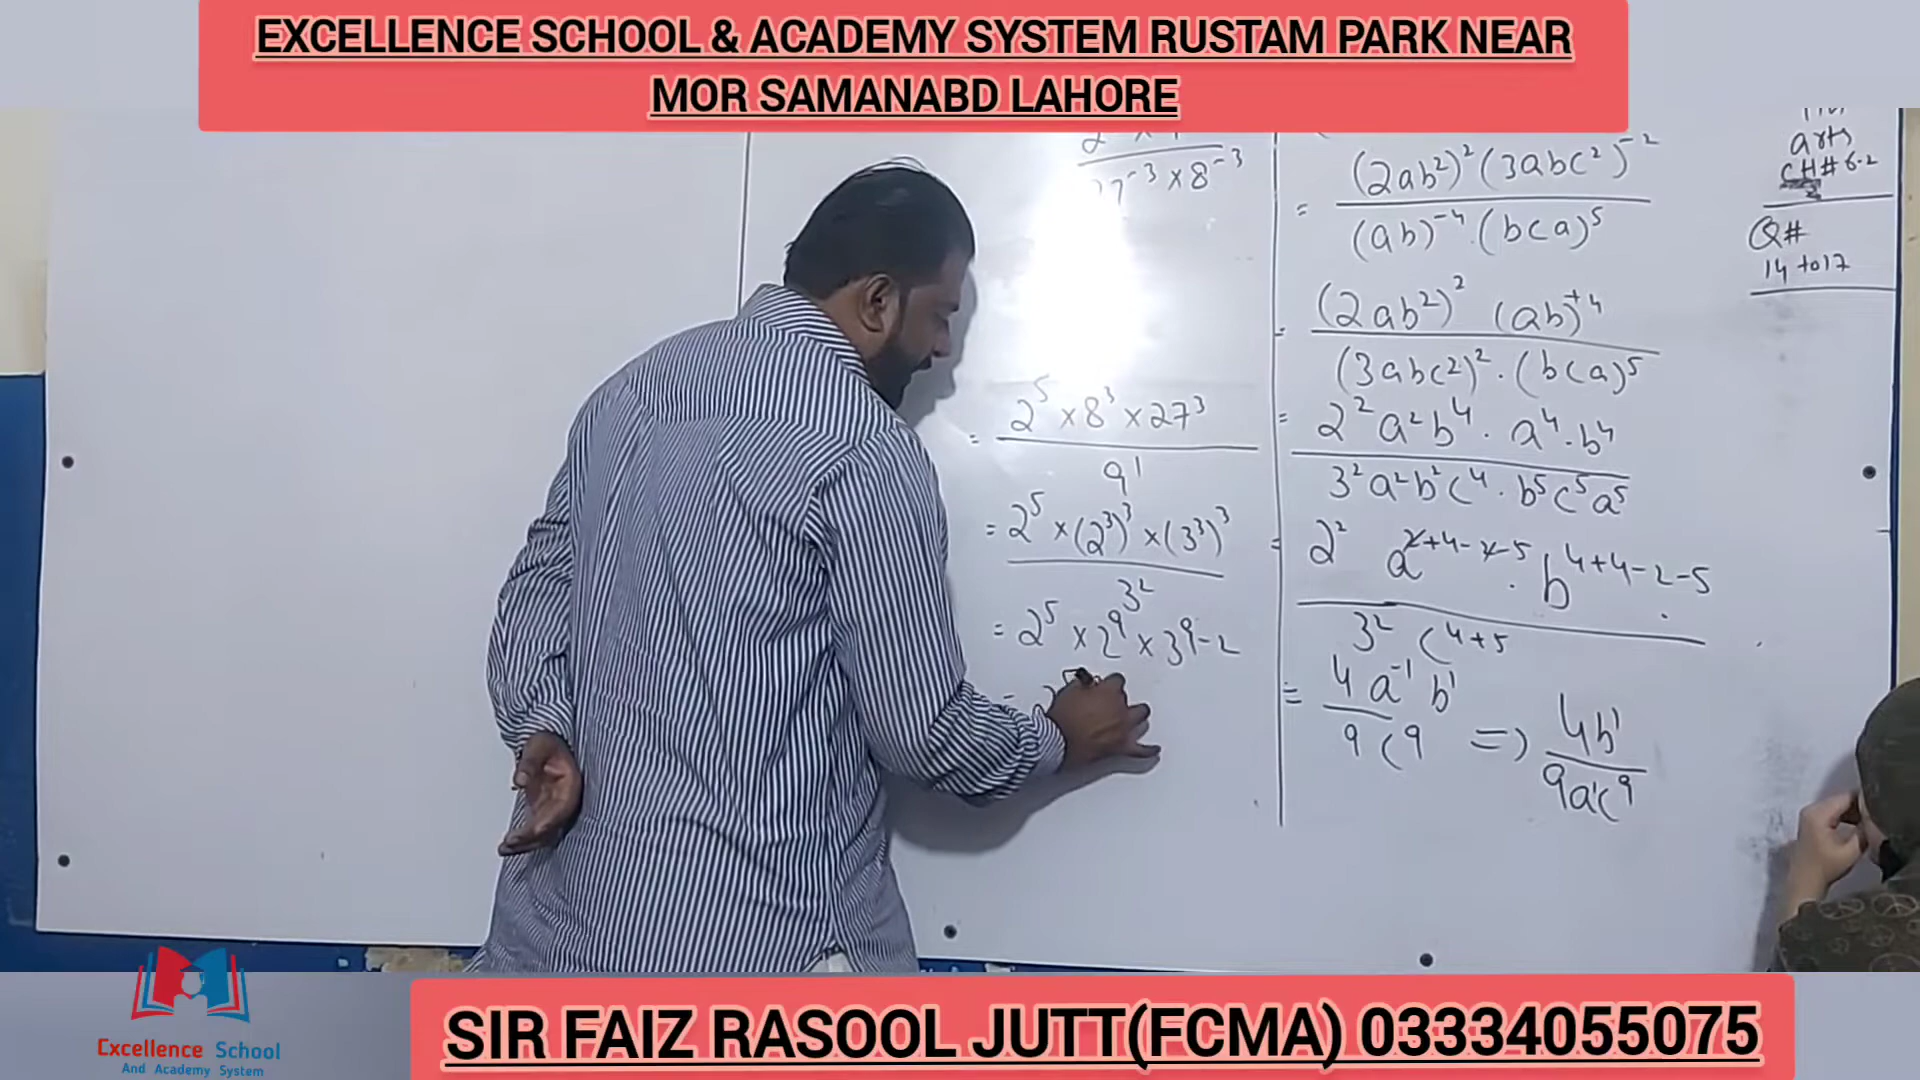 EXCELLENCE SCHOOL & ACADEMY SYSTEM RUSTAM PARK NEAR
MOR SAMANABD LAHORE
27⁻³ × 8⁻³
= 2⁵ × 8³ × 27³
9¹
= 2⁵ × (2³)³ × (3³)³
3²
= 2⁵ × 2⁹ × 3⁹⁻²
= 2
(2ab²)² (3abc²)⁻²
=
(ab)⁻⁴ . (bca)⁵
(2ab²)² (ab)⁺⁴
=
(3abc²)² . (bca)⁵
= 2² a² b⁴ . a⁴ . b⁴
3² a² b² c⁴ . b⁵ c⁵ a⁵
= 2² a²⁺⁴⁻²⁻⁵ . b⁴⁺⁴⁻²⁻⁵
3² c⁴⁺⁵
= 4 a⁻¹ b¹
9 c⁹
=> 4b¹
9a¹c⁹
arts
CH# 6.2
Q#
14 to 17
Excellence School
And Academy System
SIR FAIZ RASOOL JUTT(FCMA) 03334055075